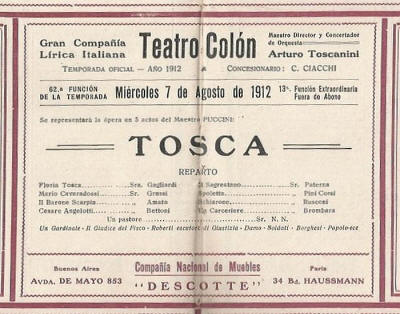 Gran Compañía
Lírica Italiana
Teatro Colón
Maestro Director y Concertador
de Orquesta
Arturo Toscanini
TEMPORADA OFICIAL — AÑO 1912
CONCESIONARIO: C. CIACCHI
62.ª FUNCIÓN
DE LA TEMPORADA
Miércoles 7 de Agosto de 1912
13ª. Función Extraordinaria
Fuera de Abono
Se representará la ópera en 3 actos del Maestro PUCCINI:
TOSCA
REPARTO
Floria Tosca Sra. Gagliardi
Mario Cavaradossi Sr. Grassi
Il Barone Scarpia „ Amato
Cesare Angelotti „ Bettoni
Il Sagrestano Sr. Paterna
Spoletta „ Pini Corsi
Schiarone „ Rusconi
Un Carceriere „ Brombara
Un pastore Sr. N. N.
Un Cardinale - Il Giudice del Fisco - Roberti esecutore di Giustizia - Dame - Soldati - Borghesi - Popolo ecc
Buenos Aires
AVDA. DE MAYO 853
Compañía Nacional de Muebles
"DESCOTTE"
Paris
34 Bd. HAUSSMANN